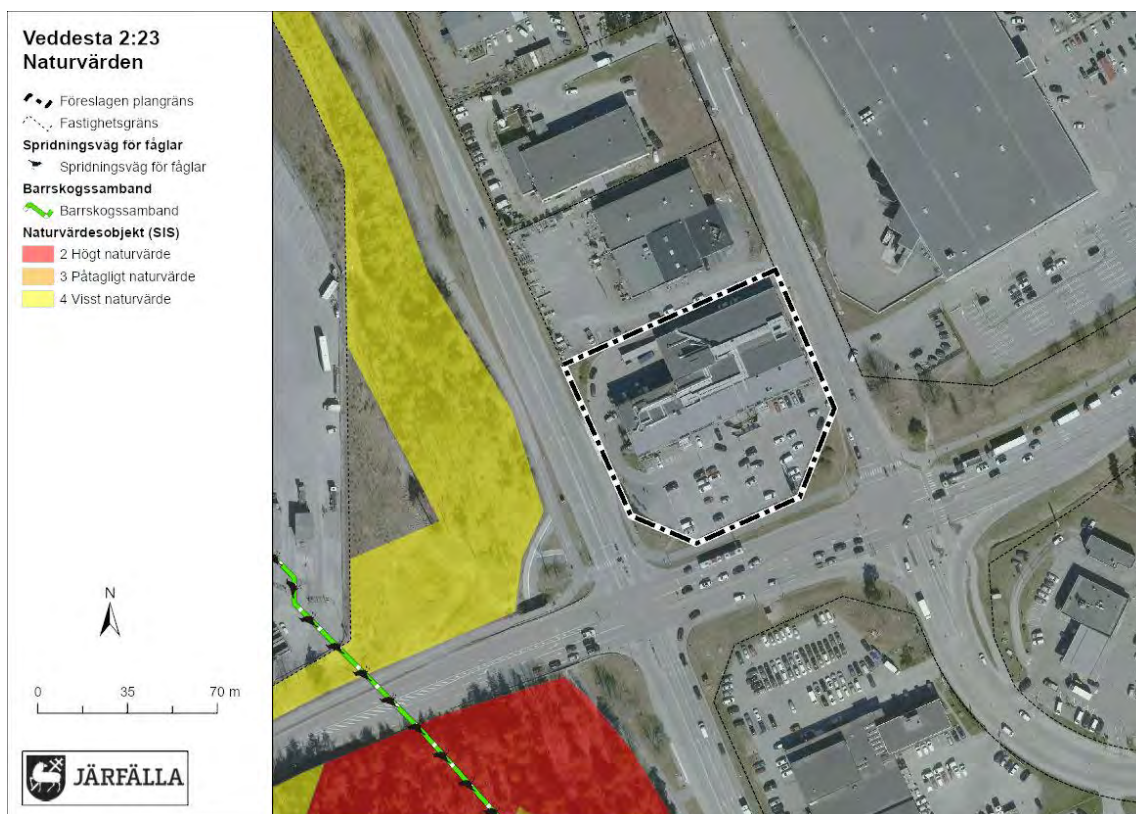 Veddesta 2:23
Naturvärden
Föreslagen plangräns
Fastighetsgräns
Spridningsväg för fåglar
Spridningsväg för fåglar
Barrskogssamband
Barrskogssamband
Naturvärdesobjekt (SIS)
2 Högt naturvärde
3 Påtagligt naturvärde
4 Visst naturvärde
N
0 35 70 m
JÄRFÄLLA